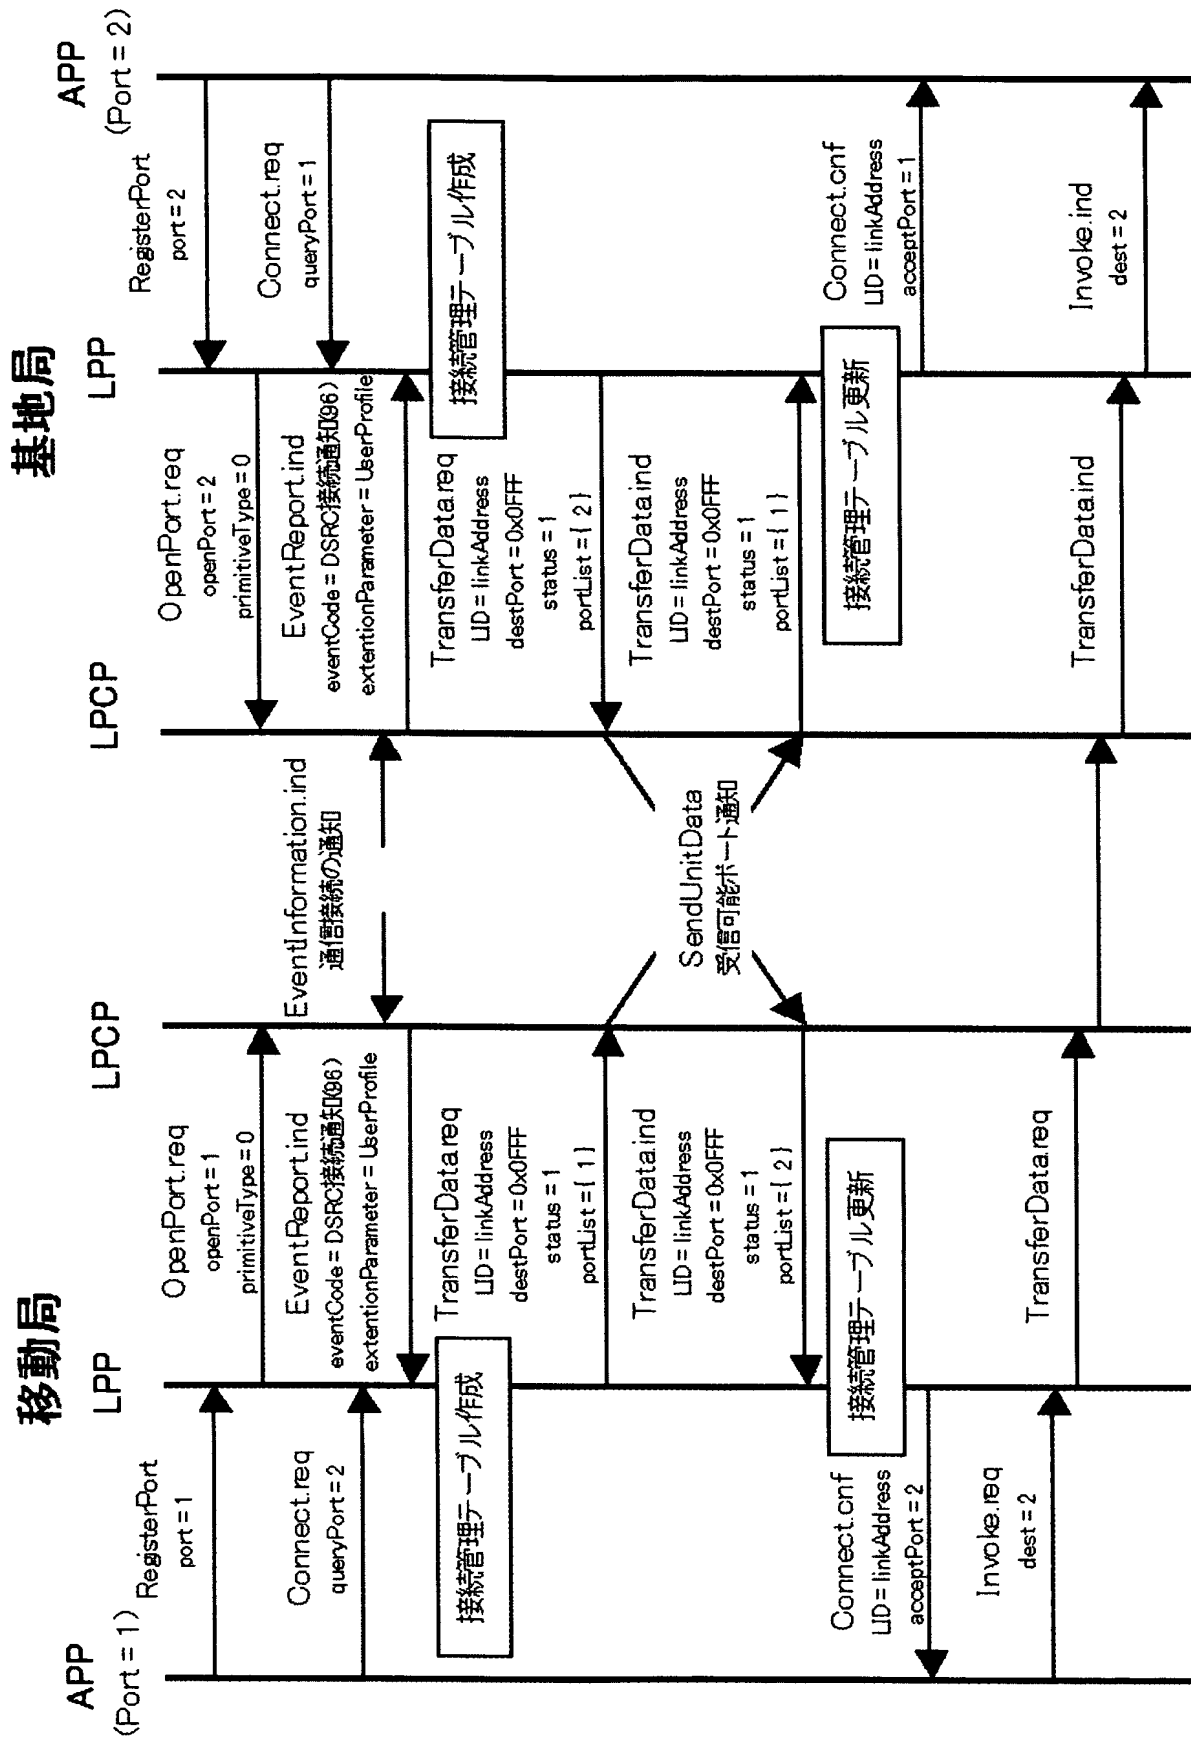 移動局
基地局
APP
(Port = 1)
LPP
LPCP
LPCP
LPP
APP
(Port = 2)
RegisterPort
port = 1
OpenPort.req
openPort = 1
primitiveType = 0
Connect.req
queryPort = 2
EventReport.ind
eventCode = DSRC接続通知(96)
extentionParameter = UserProfile
EventInformation.ind
通信接続の通知
OpenPort.req
openPort = 2
primitiveType = 0
EventReport.ind
eventCode = DSRC接続通知(96)
extentionParameter = UserProfile
RegisterPort
port = 2
Connect.req
queryPort = 1
接続管理テーブル作成
TransferData.req
LID = linkAddress
destPort = 0x0FFF
status = 1
portList = { 1 }
TransferData.req
LID = linkAddress
destPort = 0x0FFF
status = 1
portList = { 2 }
接続管理テーブル作成
TransferData.ind
LID = linkAddress
destPort = 0x0FFF
status = 1
portList = { 2 }
SendUnitData
受信可能ポート通知
TransferData.ind
LID = linkAddress
destPort = 0x0FFF
status = 1
portList = { 1 }
接続管理テーブル更新
接続管理テーブル更新
Connect.cnf
LID = linkAddress
acceptPort = 2
Connect.cnf
LID = linkAddress
acceptPort = 1
Invoke.req
dest = 2
TransferData.req
TransferData.ind
Invoke.ind
dest = 2